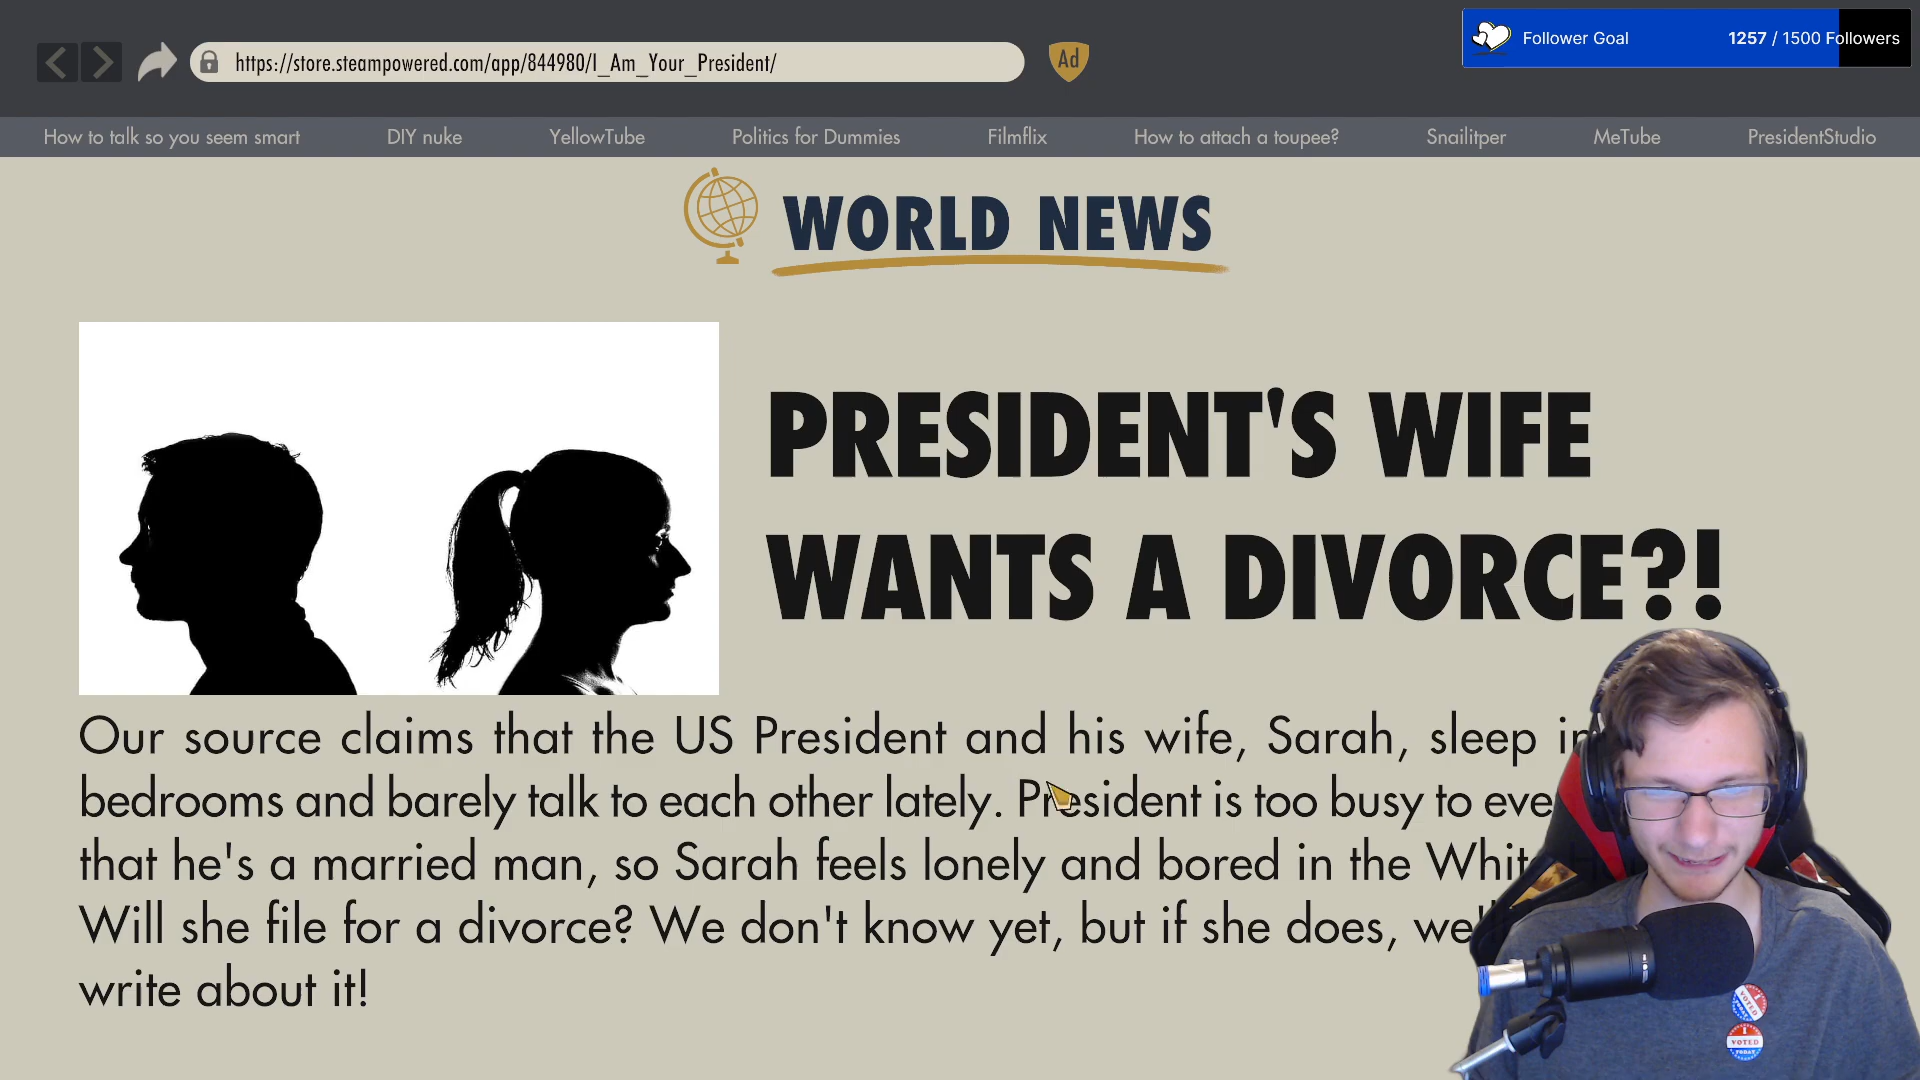 https://store.steampowered.com/app/844980/I_Am_Your_President/
Ad
Follower Goal
1257 / 1500 Followers
How to talk so you seem smart
DIY nuke
YellowTube
Politics for Dummies
Filmflix
How to attach a toupee?
Snailitper
MeTube
PresidentStudio
WORLD NEWS
PRESIDENT'S WIFE
WANTS A DIVORCE?!
Our source claims that the US President and his wife, Sarah, sleep in
bedrooms and barely talk to each other lately. President is too busy to
that he's a married man, so Sarah feels lonely and bored in the
Will she file for a divorce? We don't know yet, but if she does,
write about it!
I VOTED
I VOTED TODAY